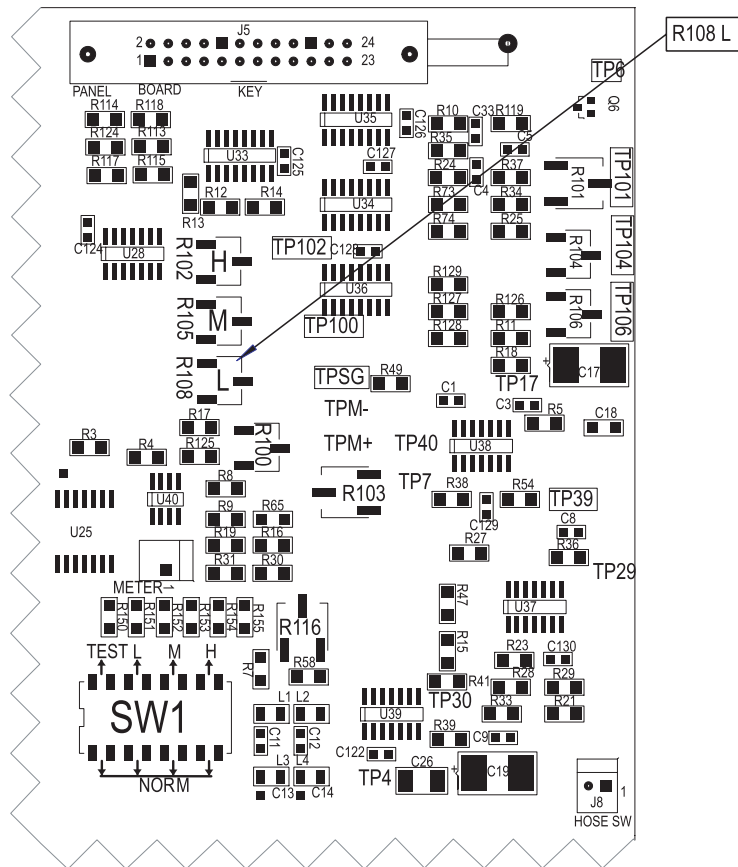 R108 L
J5
2
24
1
23
PANEL
BOARD
KEY
TP6
Q6
R114
R118
R124
R113
R117
R115
U33
C125
U35
C126
R10
C33
R119
R35
C5
C127
R24
C4
R37
R101
TP101
R13
R12
R14
U34
R73
R34
R74
R25
C124
U28
R102
H
TP102
C128
R104
TP104
U36
R129
R105
M
TP100
R127
R126
R106
TP106
R128
R11
R18
R108
L
TPSG
R49
TP17
+
C17
TPM-
C1
C3
R5
C18
R17
R3
R4
R125
R100
TPM+
TP40
U38
R8
U40
R103
TP7
R38
R54
TP39
R9
R65
C129
C8
U25
R19
R16
R27
R36
R31
R30
TP29
METER
1
R150
R151
R152
R153
R154
R155
R116
R47
U37
TEST
L
M
H
R7
R58
R15
R23
C130
R41
R28
R29
TP30
SW1
L1
L2
U39
R33
R21
C11
C12
C122
R39
C9
NORM
L3
L4
C13
C14
TP4
C26
+
C19
J8
1
HOSE SW